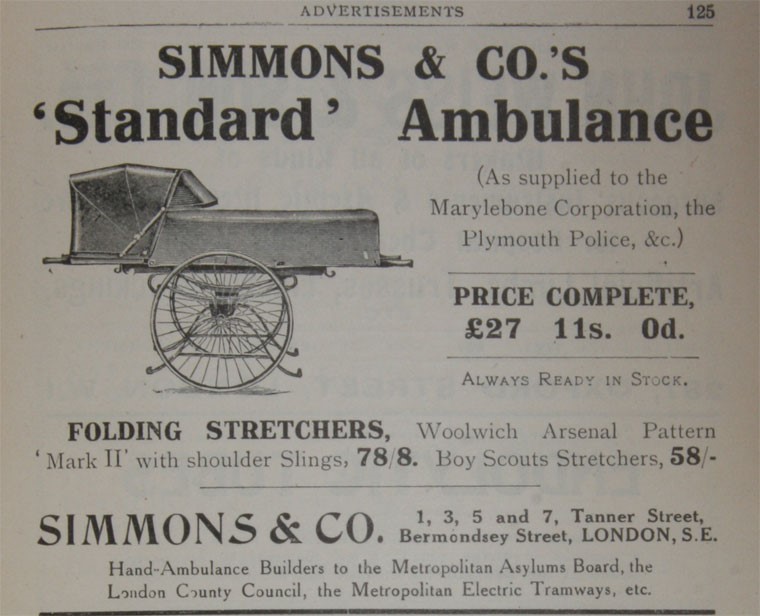 ADVERTISEMENTS 125
SIMMONS & CO.'S
'Standard' Ambulance
(As supplied to the
Marylebone Corporation, the
Plymouth Police, &c.)
PRICE COMPLETE,
£27 11s. 0d.
ALWAYS READY IN STOCK.
FOLDING STRETCHERS, Woolwich Arsenal Pattern
'Mark II' with shoulder Slings, 78/8. Boy Scouts Stretchers, 58/-
SIMMONS & CO. 1, 3, 5 and 7, Tanner Street,
Bermondsey Street, LONDON, S.E.
Hand-Ambulance Builders to the Metropolitan Asylums Board, the
London County Council, the Metropolitan Electric Tramways, etc.